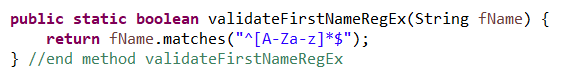 public static boolean validateFirstNameRegEx(String fName) {
    return fName.matches("^[A-Za-z]*$");
} //end method validateFirstNameRegEx